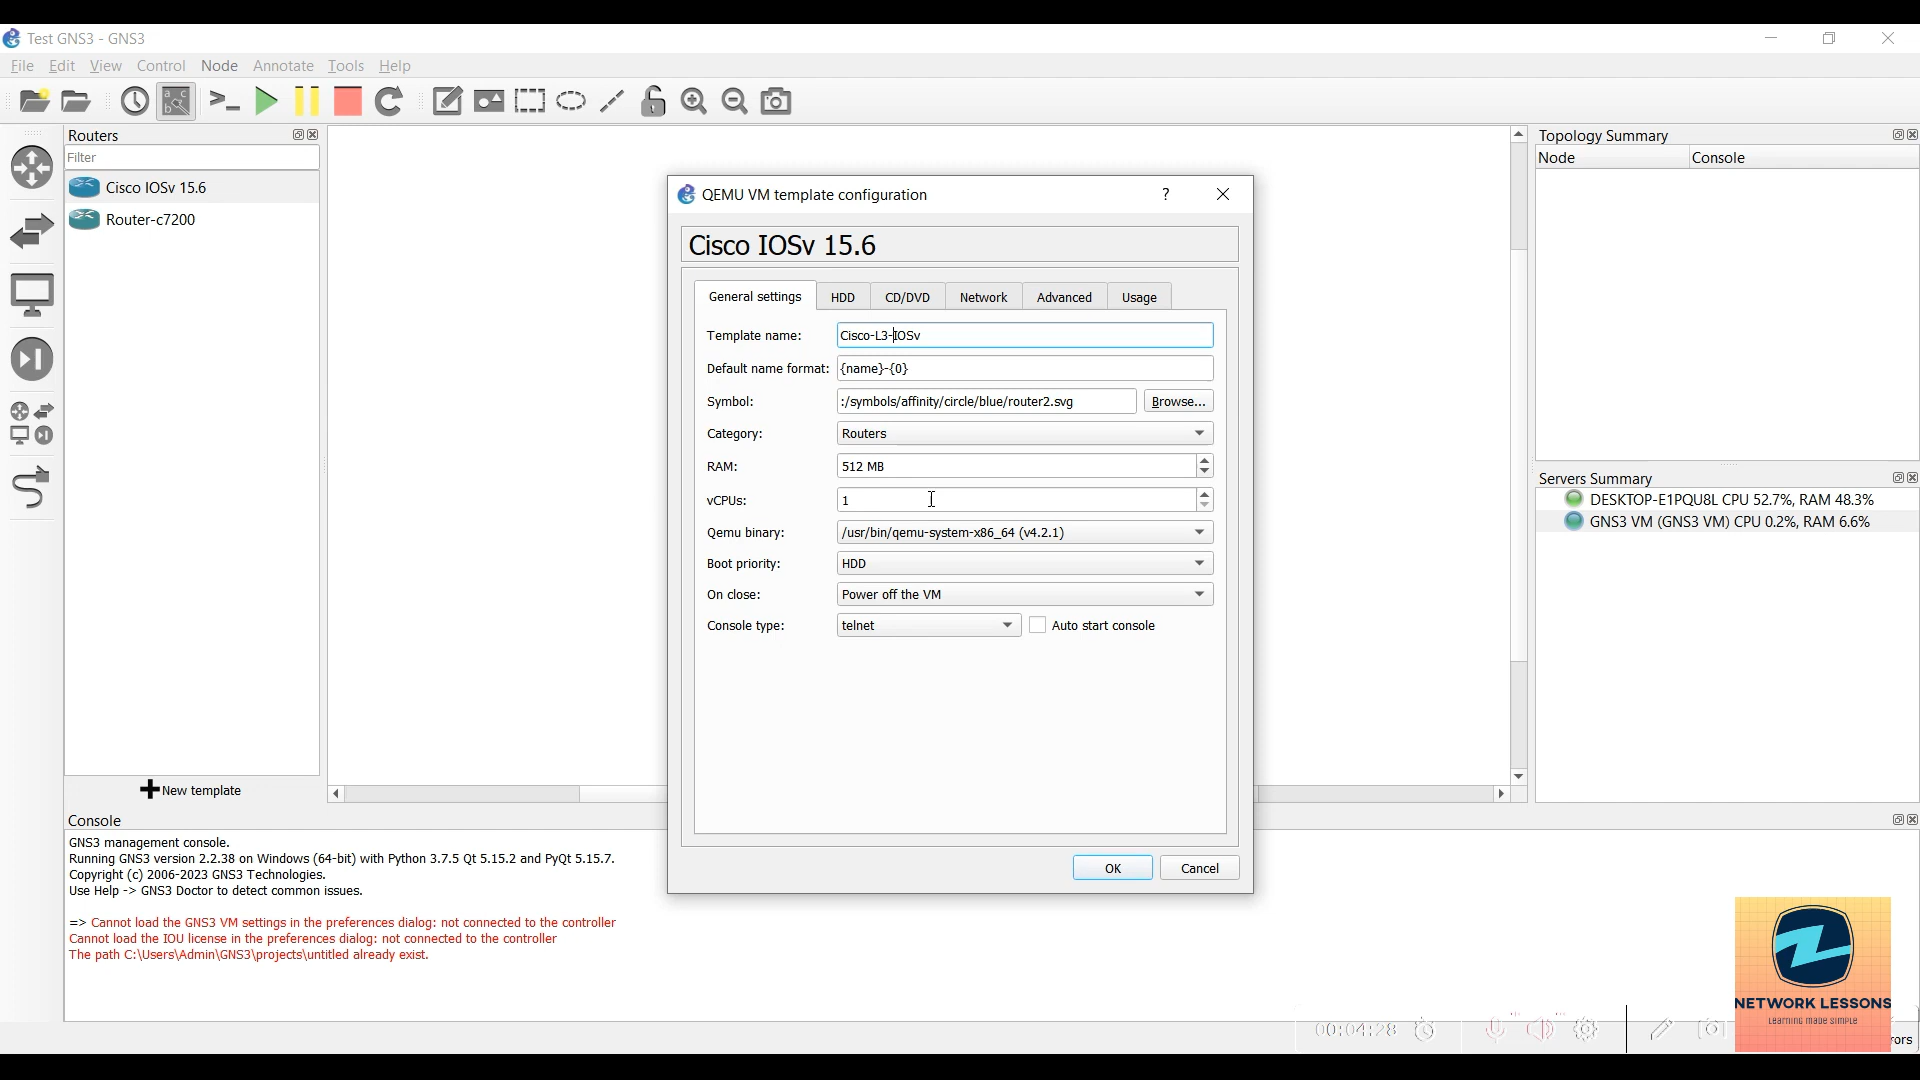 Test GNS3 - GNS3
File Edit View Control Node Annotate Tools Help
Routers
Filter
Cisco IOSv 15.6
Router-c7200
New template
QEMU VM template configuration
?
Cisco IOSv 15.6
General settings HDD CD/DVD Network Advanced Usage
Template name: Cisco-L3-IOSv
Default name format: {name}-{0}
Symbol: :/symbols/affinity/circle/blue/router2.svg Browse...
Category: Routers
RAM: 512 MB
vCPUs: 1
Qemu binary: /usr/bin/qemu-system-x86_64 (v4.2.1)
Boot priority: HDD
On close: Power off the VM
Console type: telnet Auto start console
OK Cancel
Topology Summary
Node Console
Servers Summary
DESKTOP-E1PQU8L CPU 52.7%, RAM 48.3%
GNS3 VM (GNS3 VM) CPU 0.2%, RAM 6.6%
Console
GNS3 management console.
Running GNS3 version 2.2.38 on Windows (64-bit) with Python 3.7.5 Qt 5.15.2 and PyQt 5.15.7.
Copyright (c) 2006-2023 GNS3 Technologies.
Use Help -> GNS3 Doctor to detect common issues.
=> Cannot load the GNS3 VM settings in the preferences dialog: not connected to the controller
Cannot load the IOU license in the preferences dialog: not connected to the controller
The path C:\Users\Admin\GNS3\projects\untitled already exist.
00:04:28
NETWORK LESSONS
Learning made simple
rors